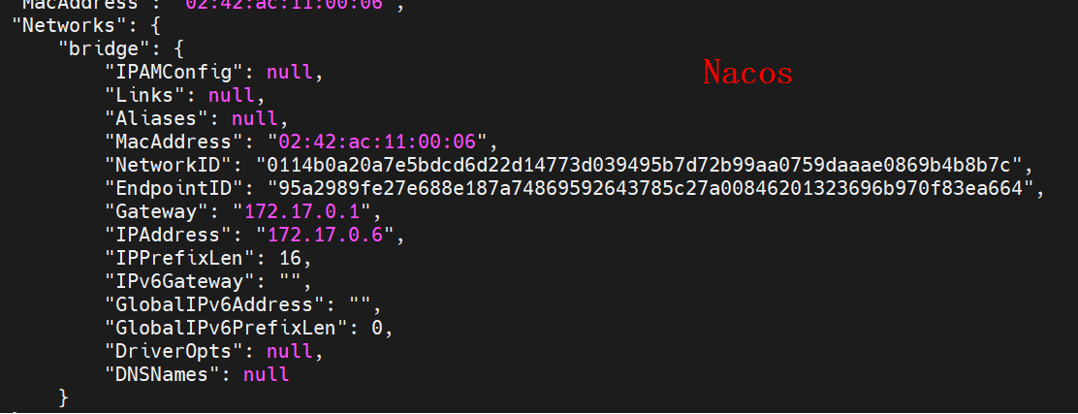 "MacAddress": "02:42:ac:11:00:06",
"Networks": {
"bridge": {
"IPAMConfig": null,
Nacos
"Links": null,
"Aliases": null,
"MacAddress": "02:42:ac:11:00:06",
"NetworkID": "0114b0a20a7e5bdcd6d22d14773d039495b7d72b99aa0759daaae0869b4b8b7c",
"EndpointID": "95a2989fe27e688e187a74869592643785c27a00846201323696b970f83ea664",
"Gateway": "172.17.0.1",
"IPAddress": "172.17.0.6",
"IPPrefixLen": 16,
"IPv6Gateway": "",
"GlobalIPv6Address": "",
"GlobalIPv6PrefixLen": 0,
"DriverOpts": null,
"DNSNames": null
}